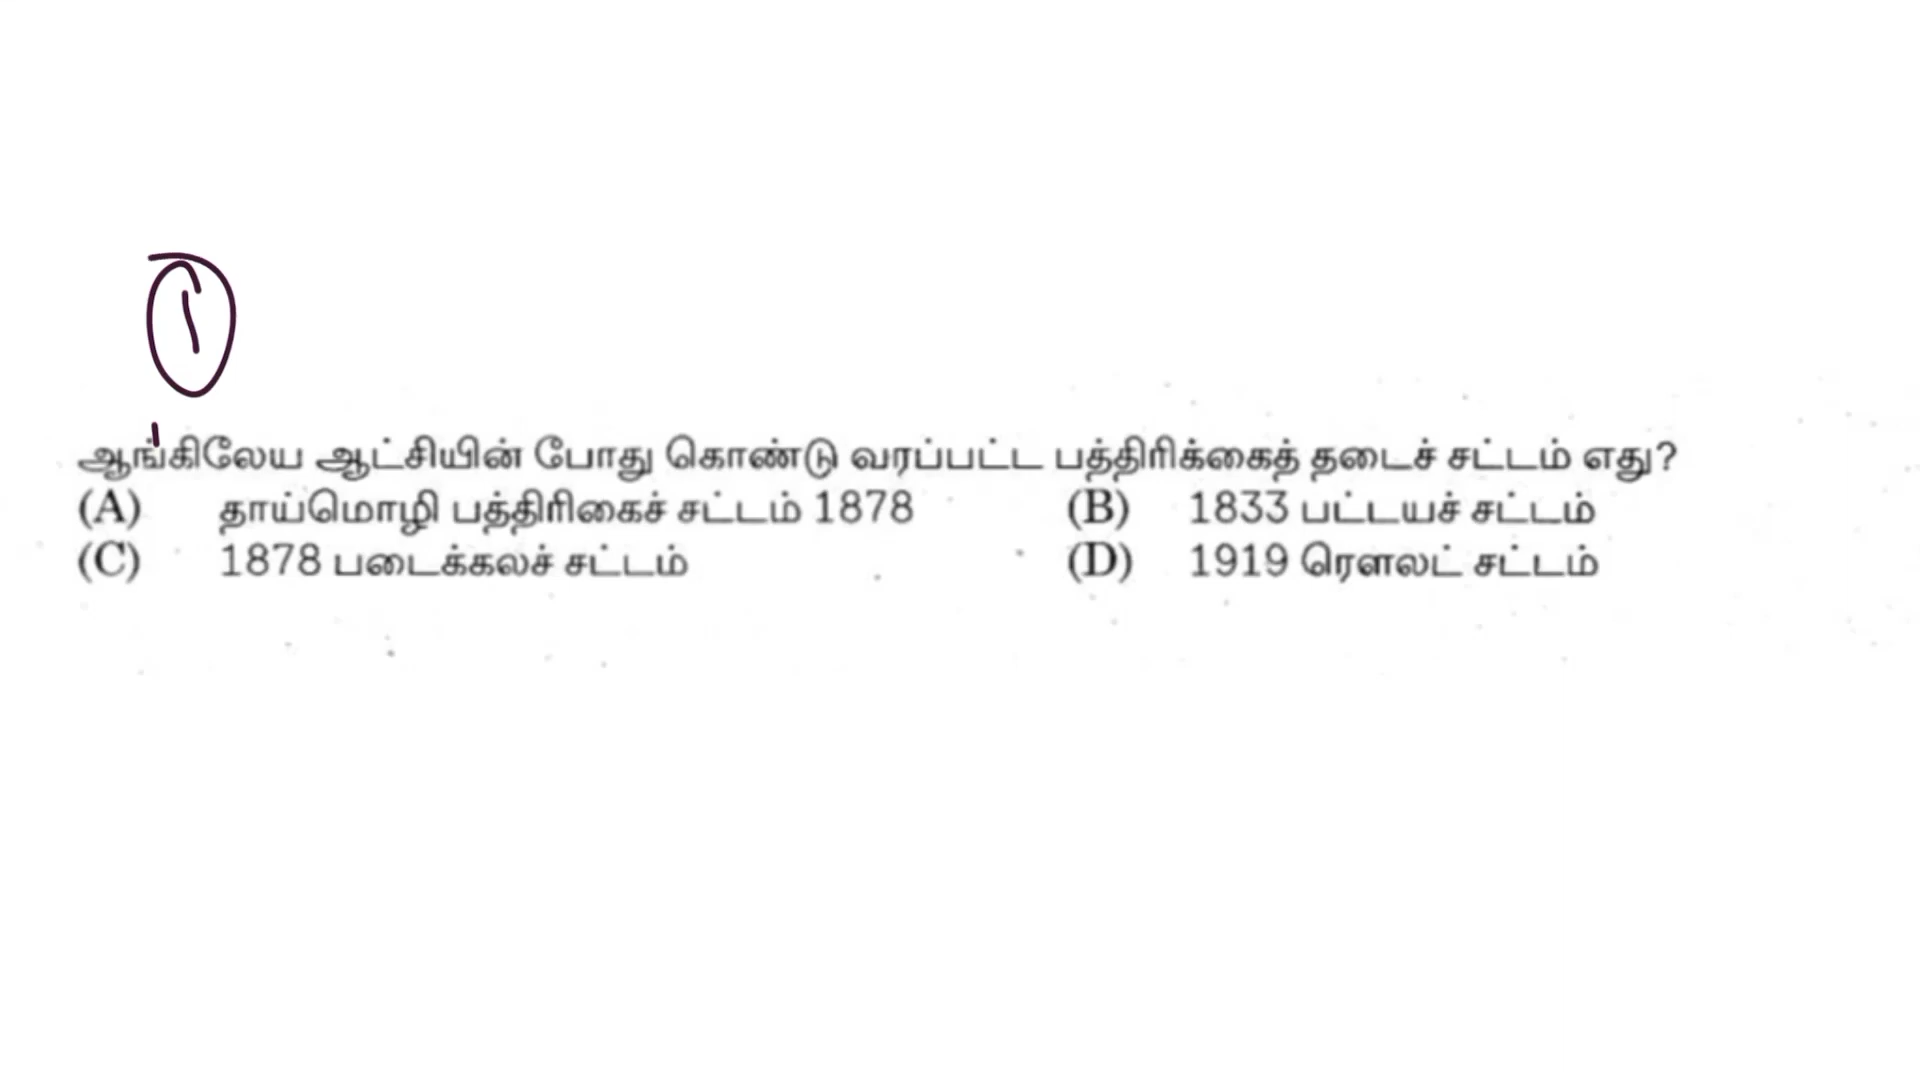 1
ஆங்கிலேய ஆட்சியின் போது கொண்டு வரப்பட்ட பத்திரிக்கைத் தடைச் சட்டம் எது?
(A) தாய்மொழி பத்திரிகைச் சட்டம் 1878 (B) 1833 பட்டயச் சட்டம்
(C) 1878 படைக்கலச் சட்டம் (D) 1919 ரௌலட் சட்டம்